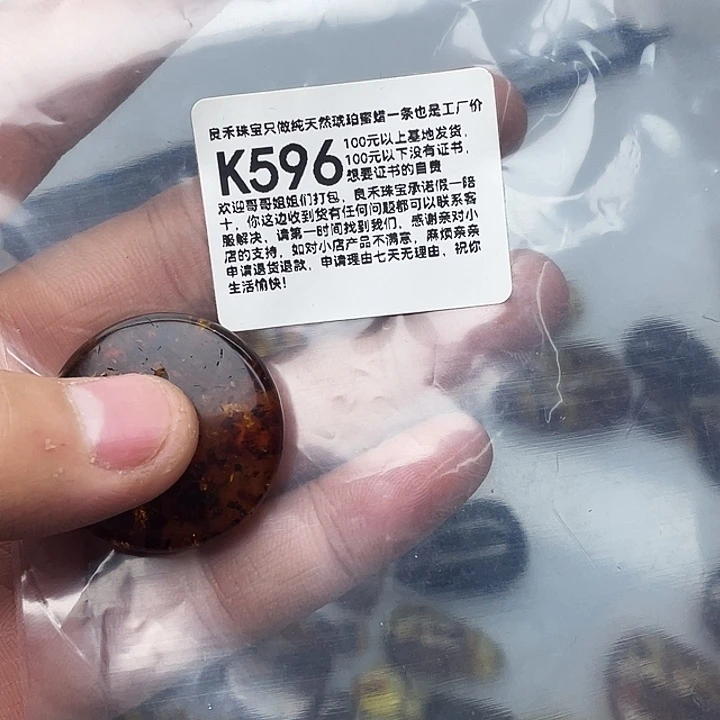 良禾珠宝只做纯天然琥珀蜜蜡一条也是工厂价
K596
100元以上基地发货，
100元以下没有证书，
想要证书的自费
欢迎哥哥姐姐们打包，良禾珠宝承诺假一赔
十，你这边收到货有任何问题都可以联系客
服解决，请第一时间找到我们，感谢亲对小
店的支持，如对小店产品不满意，麻烦亲亲
申请退货退款，申请理由七天无理由，祝你
生活愉快！